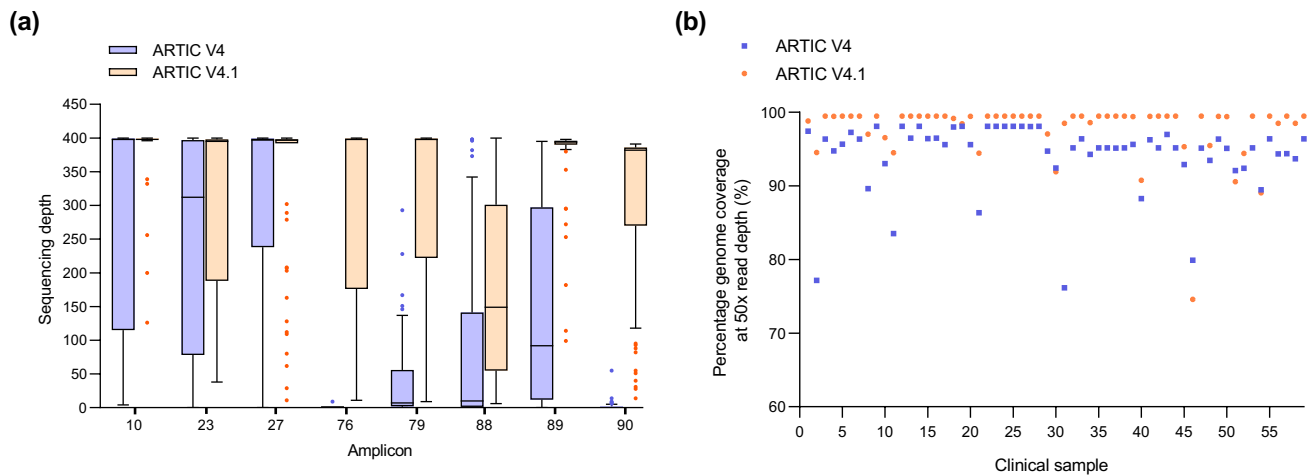 (a)
ARTIC V4
ARTIC V4.1
Sequencing depth
450
400
350
300
250
200
150
100
50
0
10 23 27 76 79 88 89 90
Amplicon
(b)
ARTIC V4
ARTIC V4.1
Percentage genome coverage
at 50x read depth (%)
100
90
80
70
60
0 5 10 15 20 25 30 35 40 45 50 55
Clinical sample